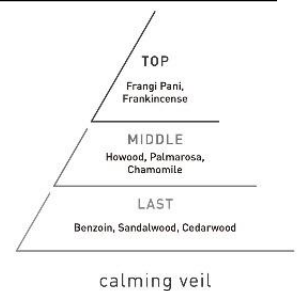 TOP
Frangi Pani,
Frankincense
MIDDLE
Howood, Palmarosa,
Chamomile
LAST
Benzoin, Sandalwood, Cedarwood
calming veil